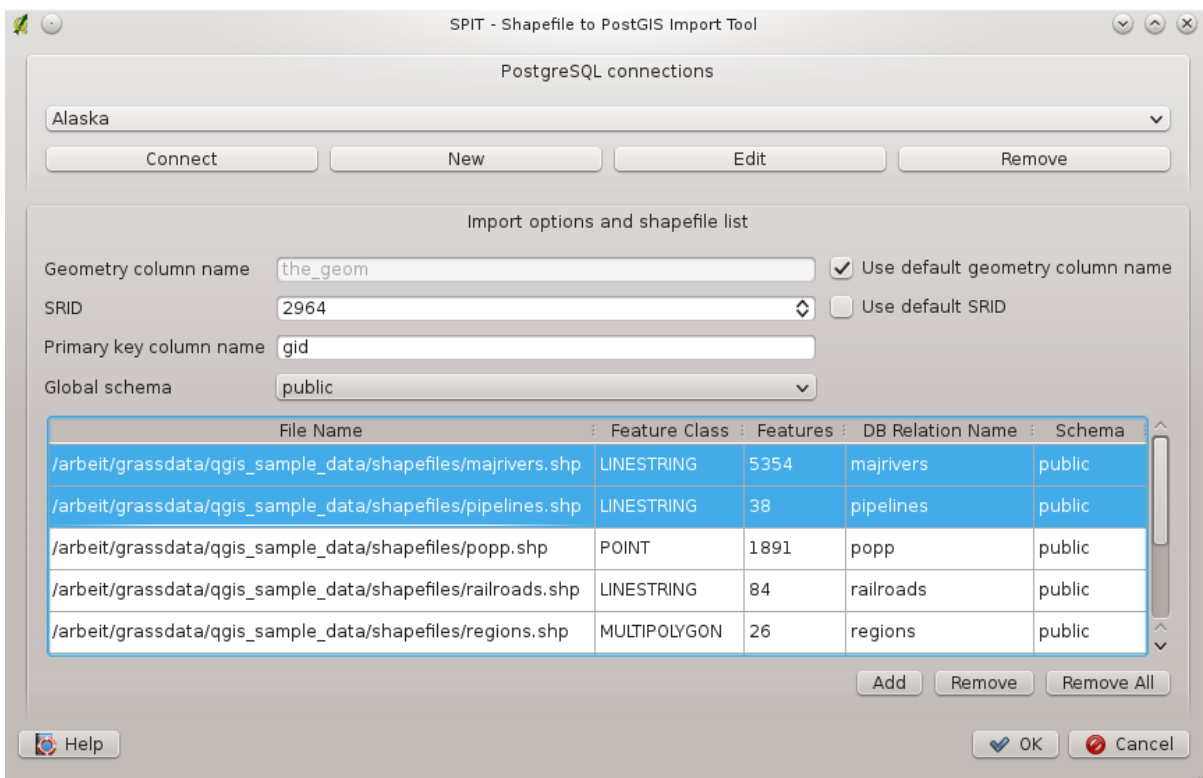 SPIT - Shapefile to PostGIS Import Tool
PostgreSQL connections
Alaska
Connect New Edit Remove
Import options and shapefile list
Geometry column name the_geom Use default geometry column name
SRID 2964 Use default SRID
Primary key column name gid
Global schema public
File Name Feature Class Features DB Relation Name Schema
/arbeit/grassdata/qgis_sample_data/shapefiles/majrivers.shp LINESTRING 5354 majrivers public
/arbeit/grassdata/qgis_sample_data/shapefiles/pipelines.shp LINESTRING 38 pipelines public
/arbeit/grassdata/qgis_sample_data/shapefiles/popp.shp POINT 1891 popp public
/arbeit/grassdata/qgis_sample_data/shapefiles/railroads.shp LINESTRING 84 railroads public
/arbeit/grassdata/qgis_sample_data/shapefiles/regions.shp MULTIPOLYGON 26 regions public
Add Remove Remove All
Help OK Cancel